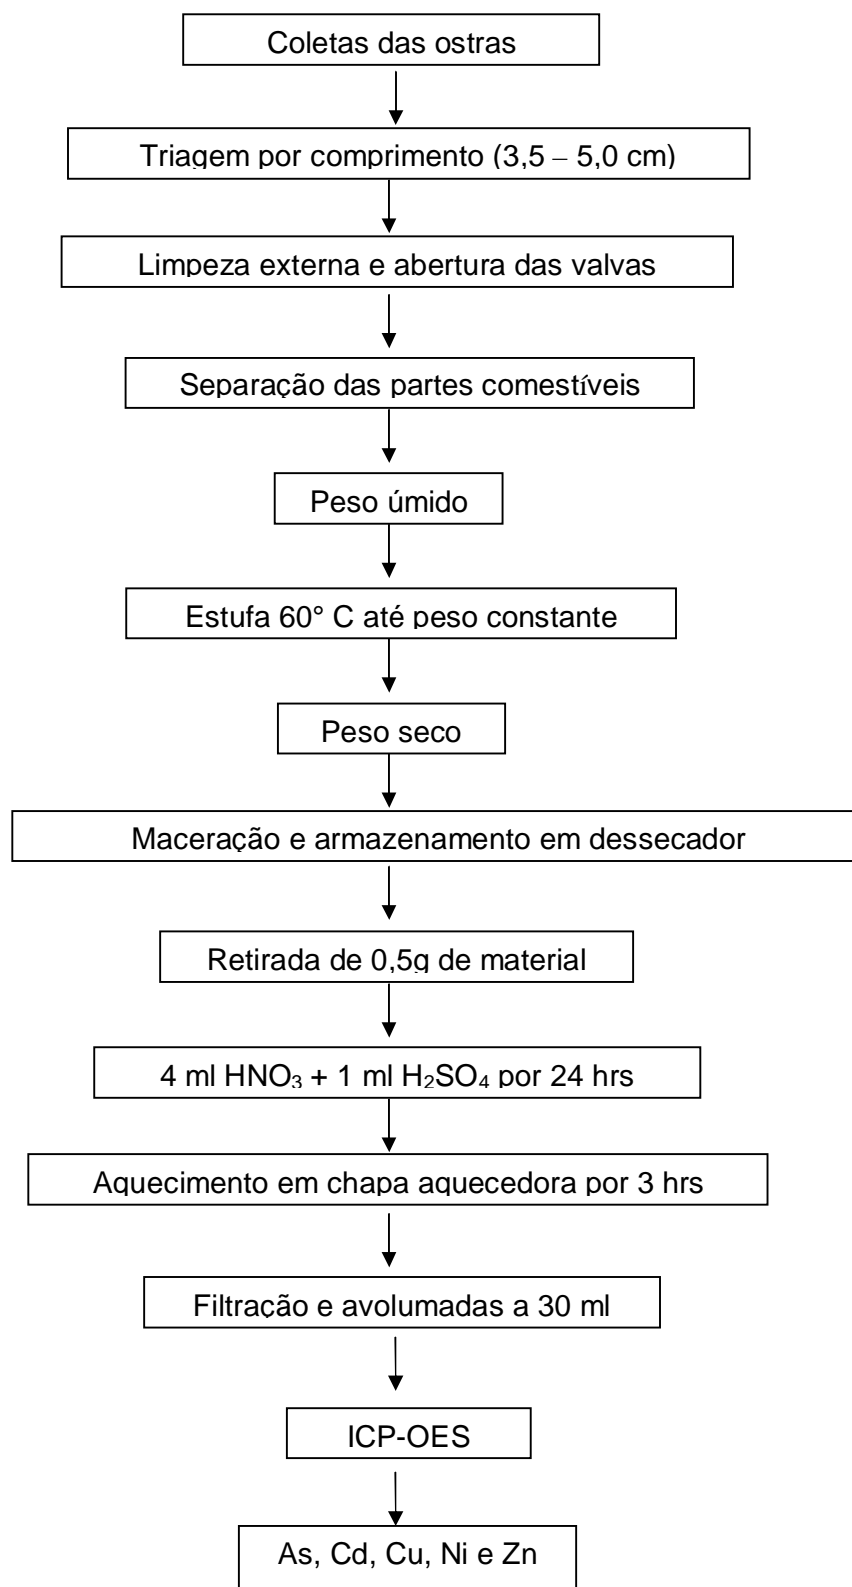 Coletas das ostras
Triagem por comprimento (3,5 – 5,0 cm)
Limpeza externa e abertura das valvas
Separação das partes comestíveis
Peso úmido
Estufa 60° C até peso constante
Peso seco
Maceração e armazenamento em dessecador
Retirada de 0,5g de material
4 ml HNO₃ + 1 ml H₂SO₄ por 24 hrs
Aquecimento em chapa aquecedora por 3 hrs
Filtração e avolumadas a 30 ml
ICP-OES
As, Cd, Cu, Ni e Zn